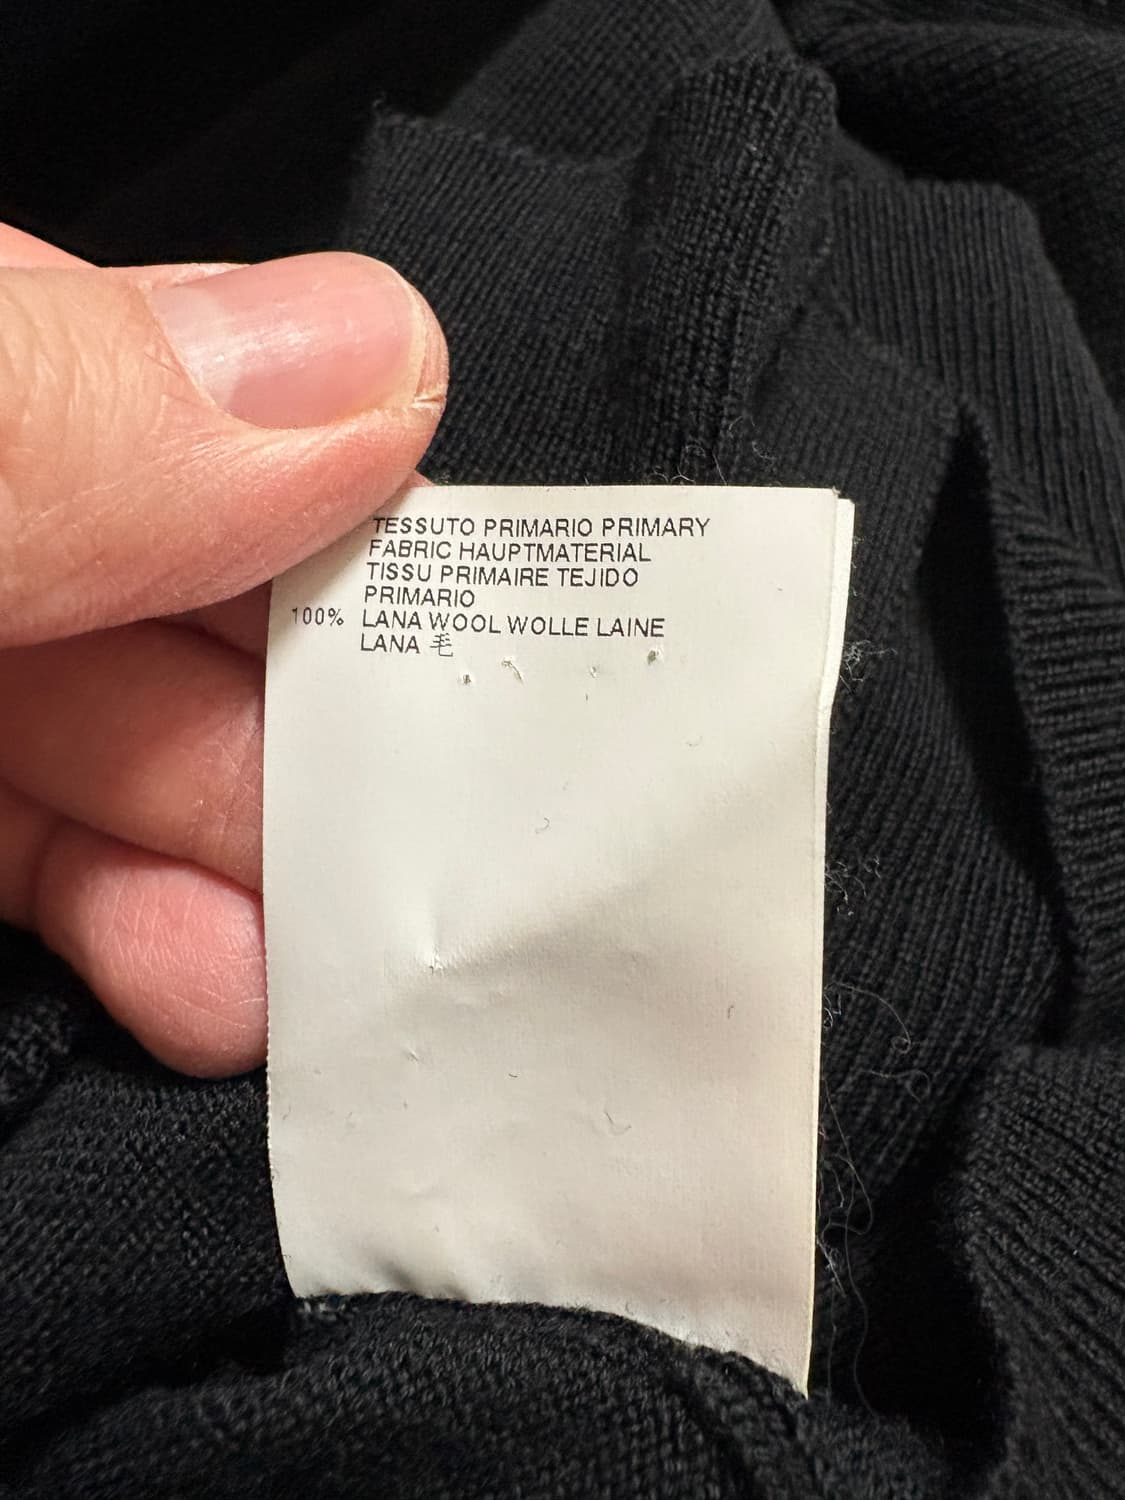 TESSUTO PRIMARIO PRIMARY
FABRIC HAUPTMATERIAL
TISSU PRIMAIRE TEJIDO
PRIMARIO
100% LANA WOOL WOLLE LAINE
LANA 毛